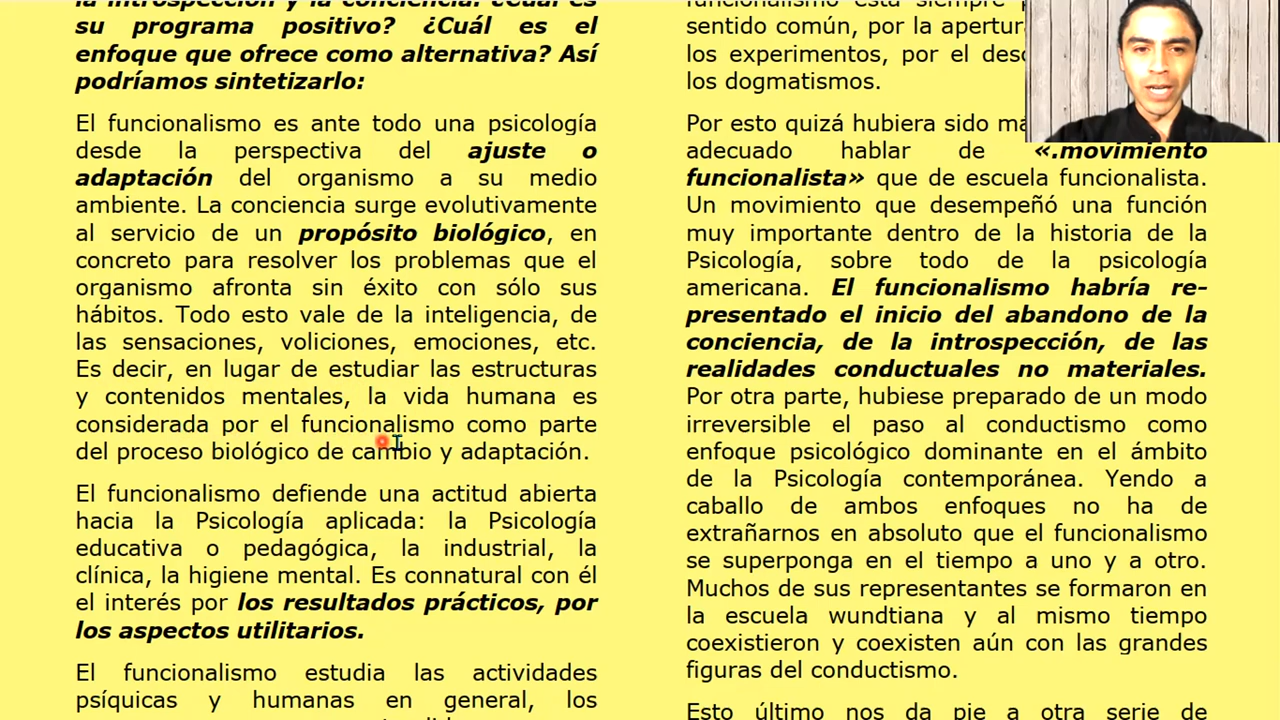 la introspección y la conciencia. ¿Cuál es
su programa positivo? ¿Cuál es el
enfoque que ofrece como alternativa? Así
podríamos sintetizarlo:
El funcionalismo es ante todo una psicología
desde la perspectiva del ajuste o
adaptación del organismo a su medio
ambiente. La conciencia surge evolutivamente
al servicio de un propósito biológico, en
concreto para resolver los problemas que el
organismo afronta sin éxito con sólo sus
hábitos. Todo esto vale de la inteligencia, de
las sensaciones, voliciones, emociones, etc.
Es decir, en lugar de estudiar las estructuras
y contenidos mentales, la vida humana es
considerada por el funcionalismo como parte
del proceso biológico de cambio y adaptación.
El funcionalismo defiende una actitud abierta
hacia la Psicología aplicada: la Psicología
educativa o pedagógica, la industrial, la
clínica, la higiene mental. Es connatural con él
el interés por los resultados prácticos, por
los aspectos utilitarios.
El funcionalismo estudia las actividades
psíquicas y humanas en general, los
funcionalismo está siempre
sentido común, por la
los experimentos, por el
los dogmatismos.
Por esto quizá hubiera sido
adecuado hablar de «.movimiento
funcionalista» que de escuela funcionalista.
Un movimiento que desempeñó una función
muy importante dentro de la historia de la
Psicología, sobre todo de la psicología
americana. El funcionalismo habría re-
presentado el inicio del abandono de la
conciencia, de la introspección, de las
realidades conductuales no materiales.
Por otra parte, hubiese preparado de un modo
irreversible el paso al conductismo como
enfoque psicológico dominante en el ámbito
de la Psicología contemporánea. Yendo a
caballo de ambos enfoques no ha de
extrañarnos en absoluto que el funcionalismo
se superponga en el tiempo a uno y a otro.
Muchos de sus representantes se formaron en
la escuela wundtiana y al mismo tiempo
coexistieron y coexisten aún con las grandes
figuras del conductismo.
Esto último nos da pie a otra serie de